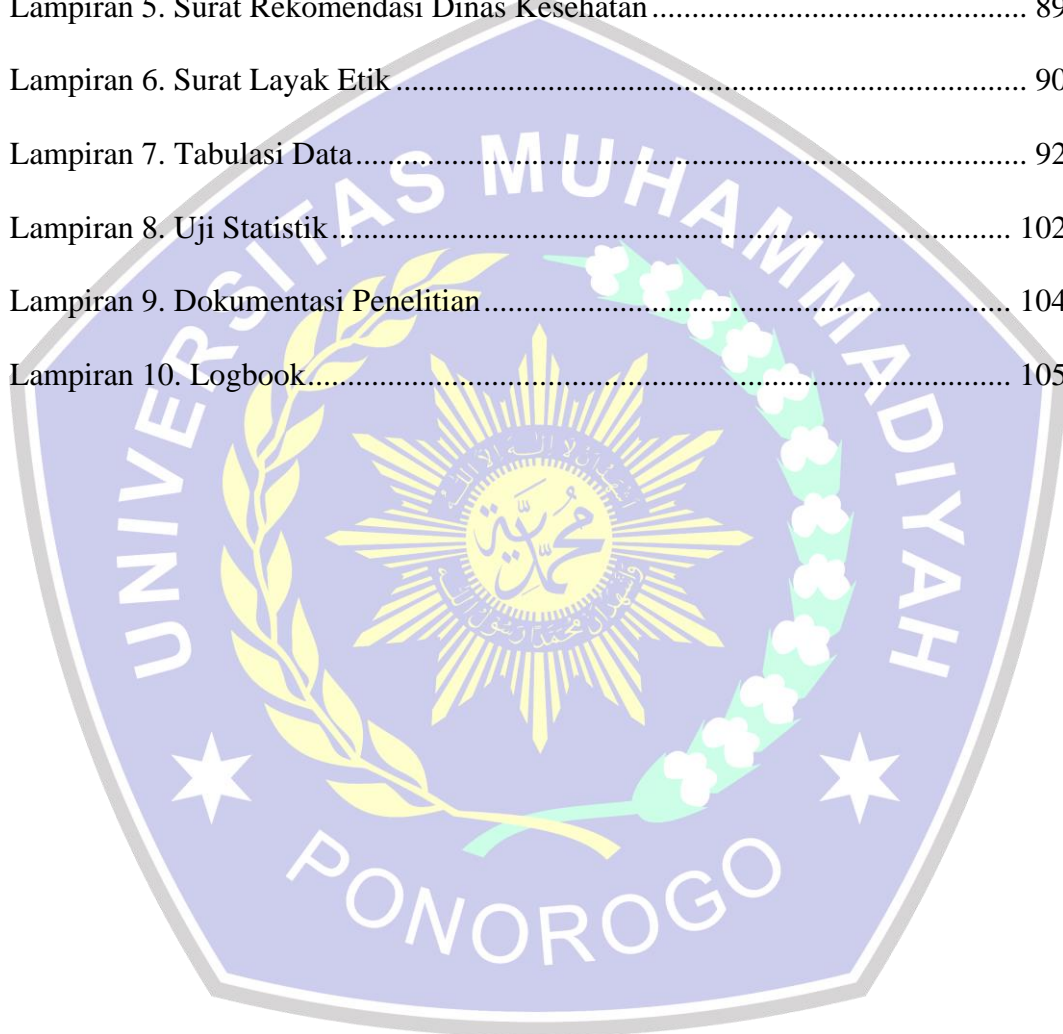 Lampiran 5. Surat Rekomendasi Dinas Kesehatan ............................................. 89
Lampiran 6. Surat Layak Etik ............................................................................... 90
Lampiran 7. Tabulasi Data .................................................................................... 92
Lampiran 8. Uji Statistik ..................................................................................... 102
Lampiran 9. Dokumentasi Penelitian .................................................................. 104
Lampiran 10. Logbook ........................................................................................ 105
UNIVERSITAS MUHAMMADIYAH
PONOROGO
محمدية